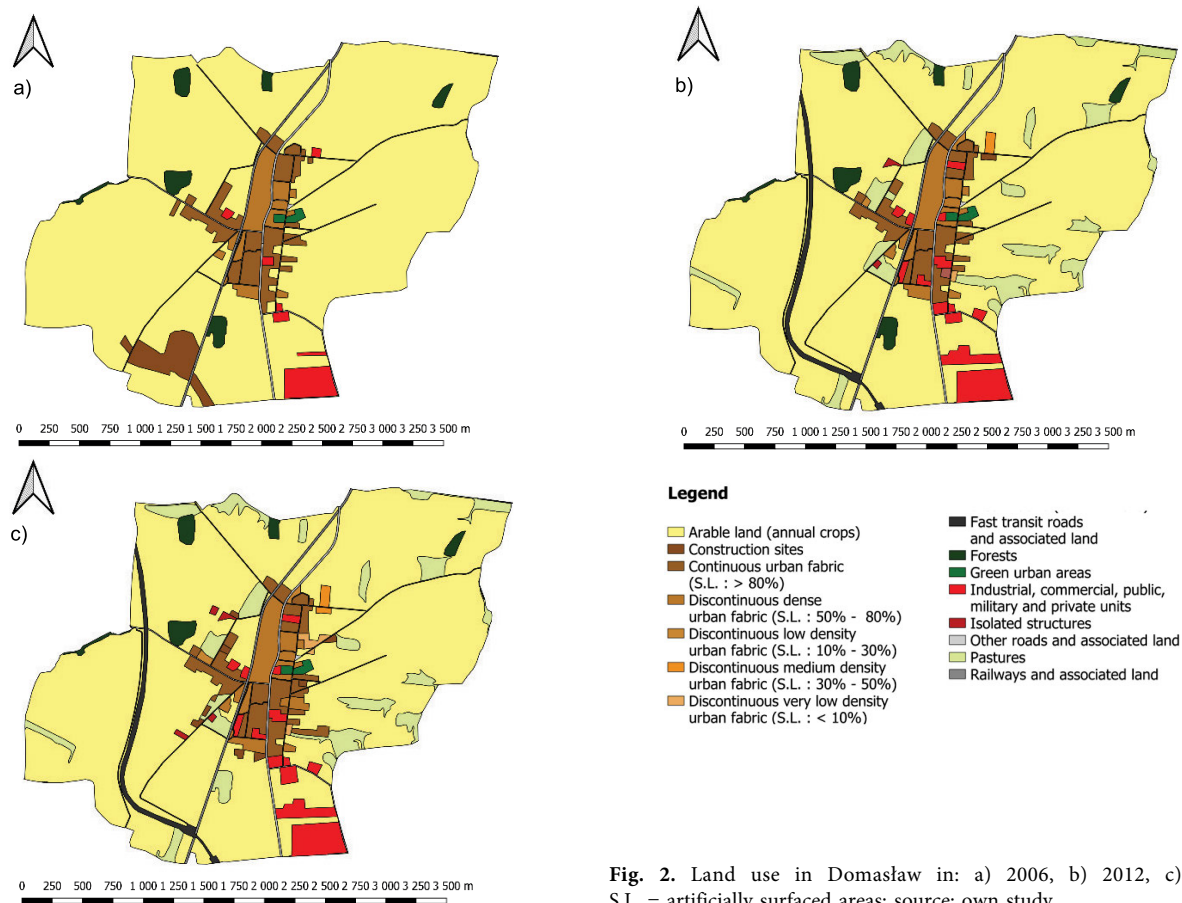 a)
0 250 500 750 1 000 1 250 1 500 1 750 2 000 2 250 2 500 2 750 3 000 3 250 3 500 m
b)
0 250 500 750 1 000 1 250 1 500 1 750 2 000 2 250 2 500 2 750 3 000 3 250 3 500 m
c)
0 250 500 750 1 000 1 250 1 500 1 750 2 000 2 250 2 500 2 750 3 000 3 250 3 500 m
Legend
Arable land (annual crops)
Construction sites
Continuous urban fabric
(S.L. : > 80%)
Discontinuous dense
urban fabric (S.L. : 50% - 80%)
Discontinuous low density
urban fabric (S.L. : 10% - 30%)
Discontinuous medium density
urban fabric (S.L. : 30% - 50%)
Discontinuous very low density
urban fabric (S.L. : < 10%)
Fast transit roads
and associated land
Forests
Green urban areas
Industrial, commercial, public,
military and private units
Isolated structures
Other roads and associated land
Pastures
Railways and associated land
Fig. 2. Land use in Domasław in: a) 2006, b) 2012, c)
S.L. = artificially surfaced areas; source: own study